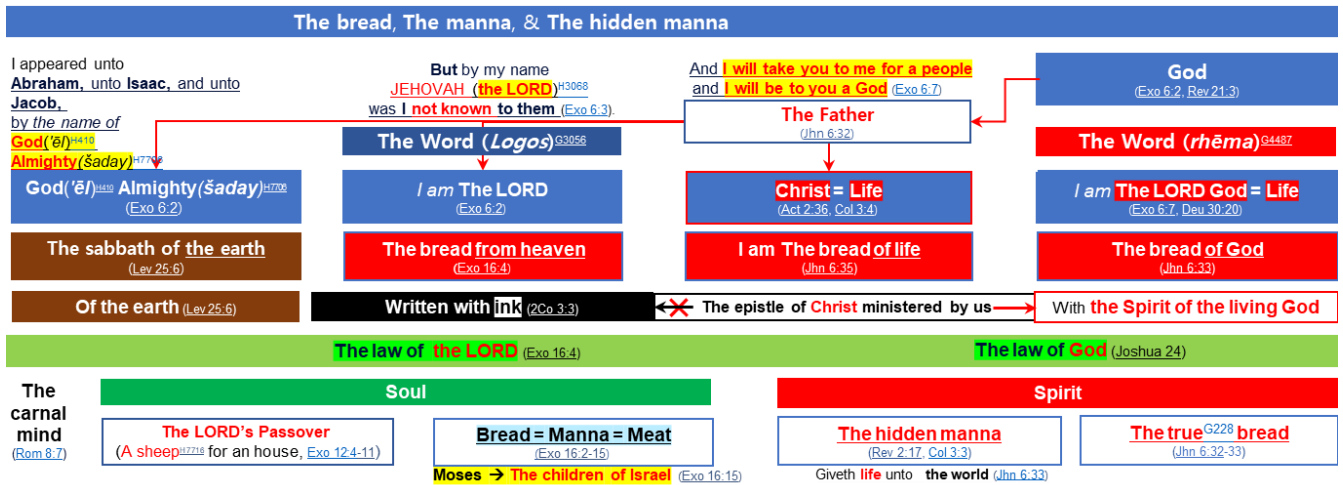 The bread, The manna, & The hidden manna
I appeared unto
Abraham, unto Isaac, and unto
Jacob,
by the name of
God('ēl)H410
Almighty(šaday)H7706
But by my name
JEHOVAH (the LORD)H3068
was I not known to them (Exo 6:3).
And I will take you to me for a people
and I will be to you a God (Exo 6:7)
God
(Exo 6:2, Rev 21:3)
The Father
(Jhn 6:32)
The Word (Logos)G3056
The Word (rhēma)G4487
God('ēl)H410 Almighty(šaday)H7706
(Exo 6:2)
I am The LORD
(Exo 6:2)
Christ = Life
(Act 2:36, Col 3:4)
I am The LORD God = Life
(Exo 6:7, Deu 30:20)
The sabbath of the earth
(Lev 25:6)
The bread from heaven
(Exo 16:4)
I am The bread of life
(Jhn 6:35)
The bread of God
(Jhn 6:33)
Of the earth (Lev 25:6)
Written with ink (2Co 3:3)
The epistle of Christ ministered by us
With the Spirit of the living God
The law of the LORD (Exo 16:4)
The law of God (Joshua 24)
The
carnal
mind
(Rom 8:7)
Soul
Spirit
The LORD's Passover
(A sheepH7716 for an house, Exo 12:4-11)
Bread = Manna = Meat
(Exo 16:2-15)
Moses → The children of Israel (Exo 16:15)
The hidden manna
(Rev 2:17, Col 3:3)
Giveth life unto the world (Jhn 6:33)
The trueG228 bread
(Jhn 6:32-33)